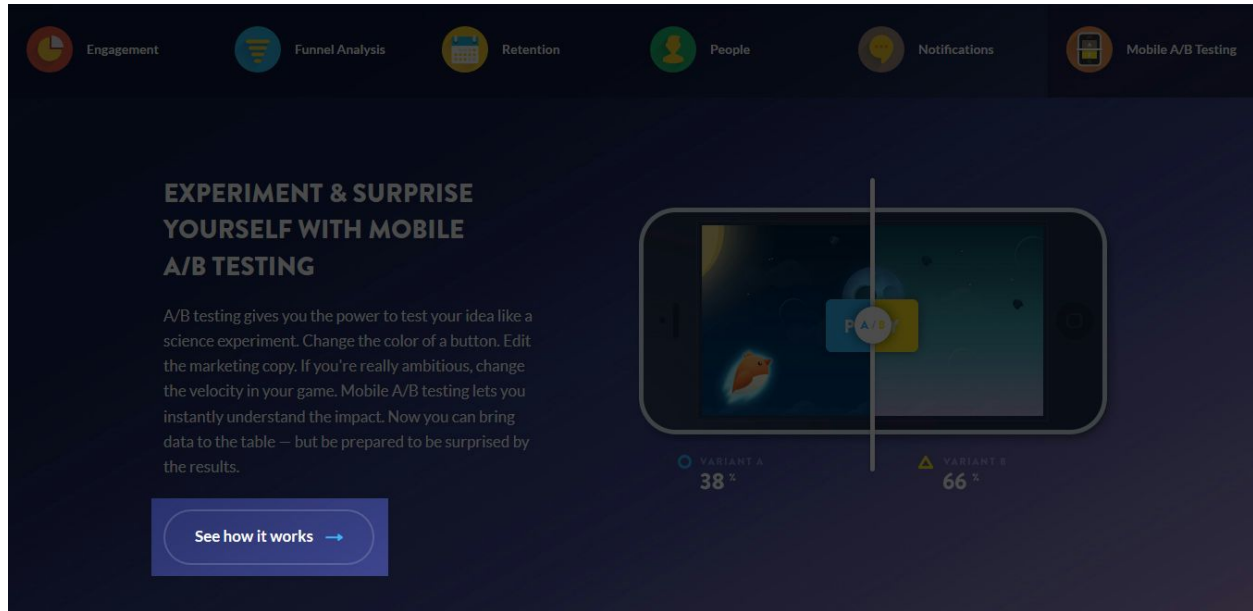 Engagement
Funnel Analysis
Retention
People
Notifications
Mobile A/B Testing
EXPERIMENT & SURPRISE
YOURSELF WITH MOBILE
A/B TESTING
A/B testing gives you the power to test your idea like a
science experiment. Change the color of a button. Edit
the marketing copy. If you're really ambitious, change
the velocity in your game. Mobile A/B testing lets you
instantly understand the impact. Now you can bring
data to the table — but be prepared to be surprised by
the results.
See how it works →
P A/B Y
VARIANT A
38 %
VARIANT B
66 %